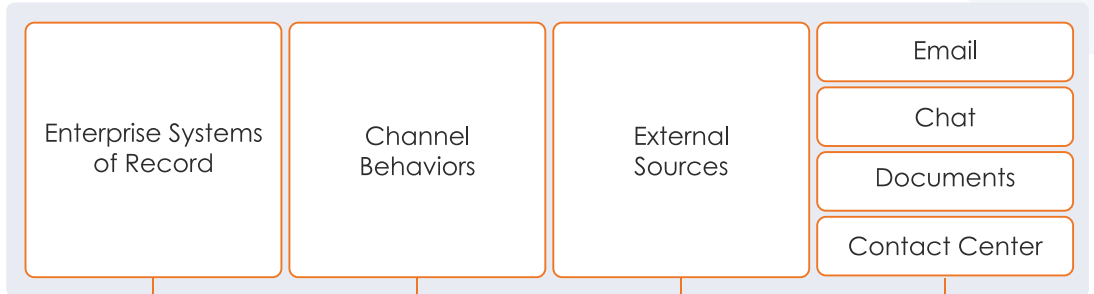 Enterprise Systems
of Record
Channel
Behaviors
External
Sources
Email
Chat
Documents
Contact Center